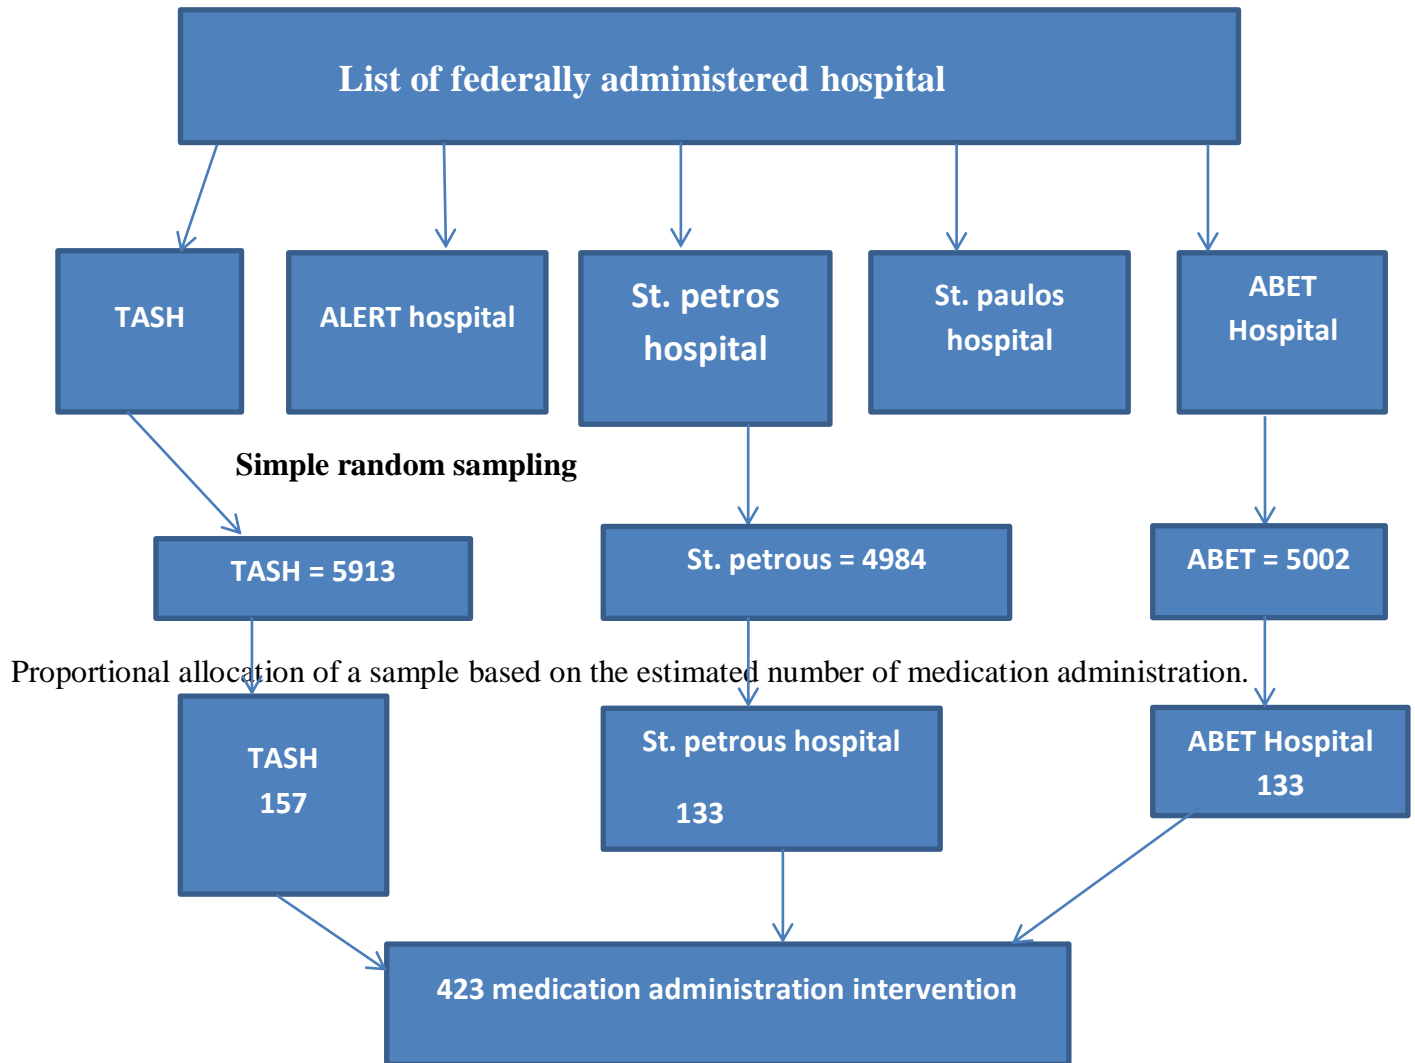 List of federally administered hospital
TASH
ALERT hospital
St. petros
hospital
St. paulos
hospital
ABET
Hospital
Simple random sampling
TASH = 5913
St. petrous = 4984
ABET = 5002
Proportional allocation of a sample based on the estimated number of medication administration.
TASH
157
St. petrous hospital
133
ABET Hospital
133
423 medication administration intervention